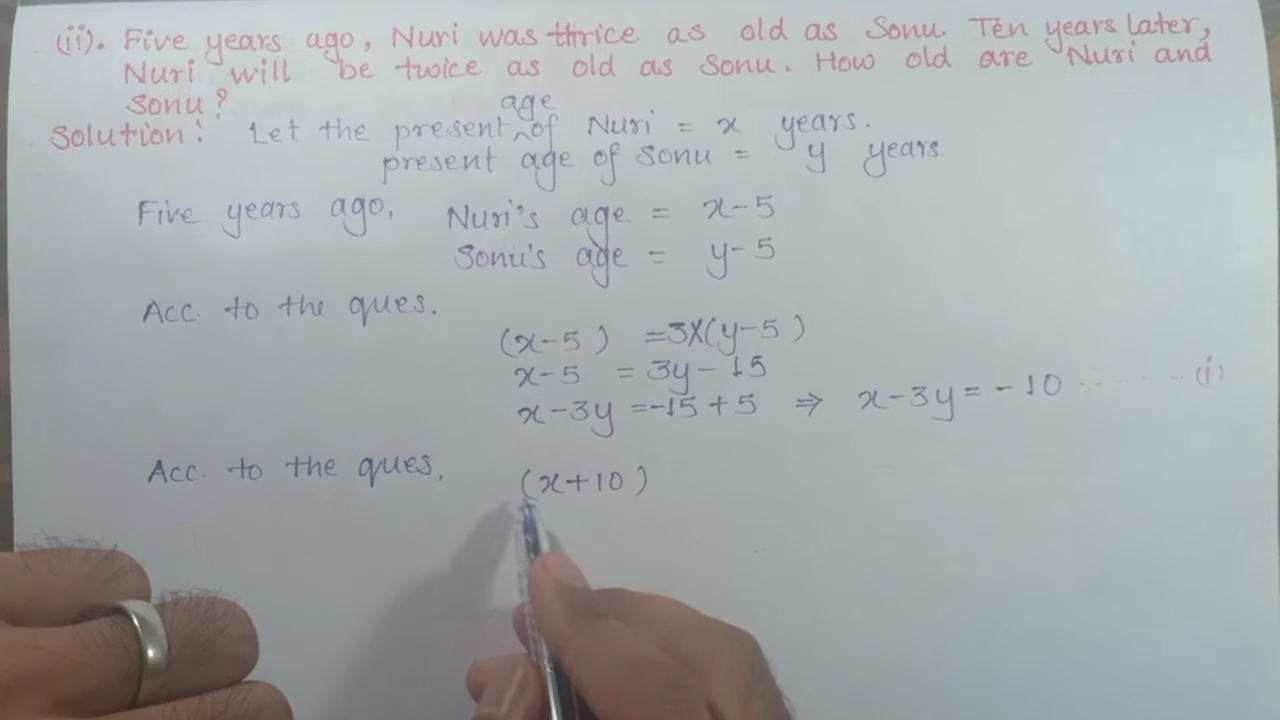 (ii). Five years ago, Nuri was thrice as old as Sonu. Ten years later,
Nuri will be twice as old as Sonu. How old are Nuri and
Sonu?
Solution: Let the present age of Nuri = x years.
present age of Sonu = y years.
Five years ago, Nuri's age = x-5
Sonu's age = y-5
Acc. to the ques.
(x-5) =3X(y-5)
x-5 = 3y-15
x-3y =-15+5 ⇒ x-3y = -10 ........ (i)
Acc. to the ques, (x+10)